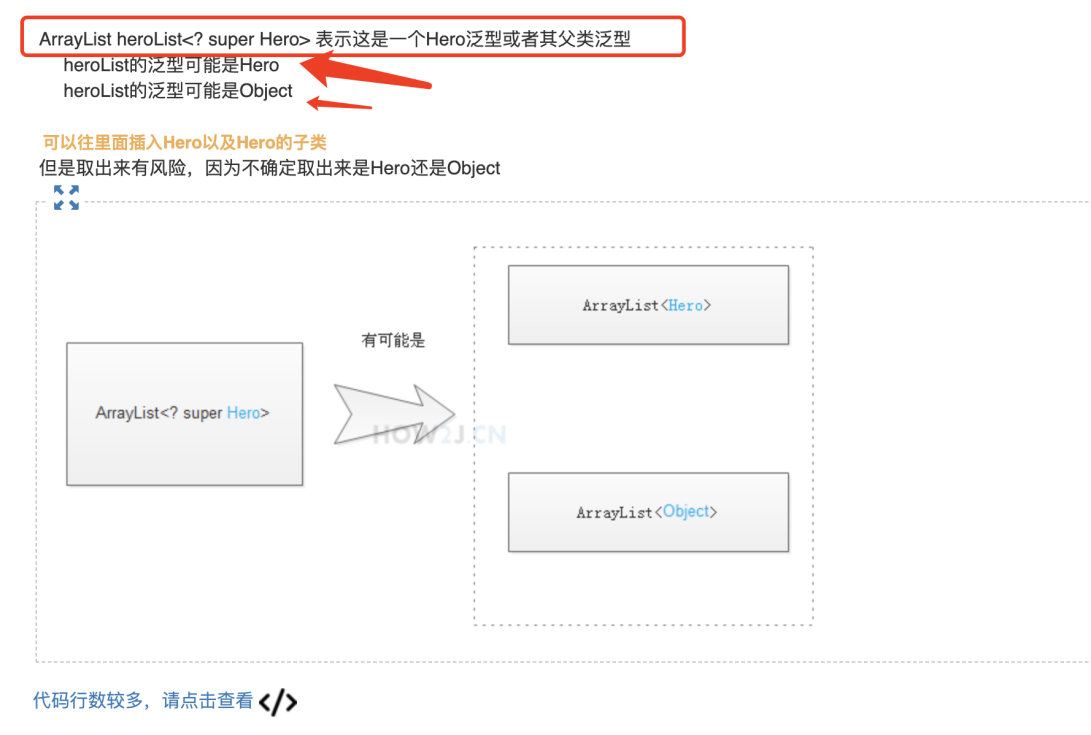 ArrayList heroList<? super Hero> 表示这是一个Hero泛型或者其父类泛型
heroList的泛型可能是Hero
heroList的泛型可能是Object
可以往里面插入Hero以及Hero的子类
但是取出来有风险，因为不确定取出来是Hero还是Object
ArrayList<Hero>
有可能是
ArrayList<? super Hero>
HOW2J.CN
ArrayList<Object>
代码行数较多，请点击查看 </>